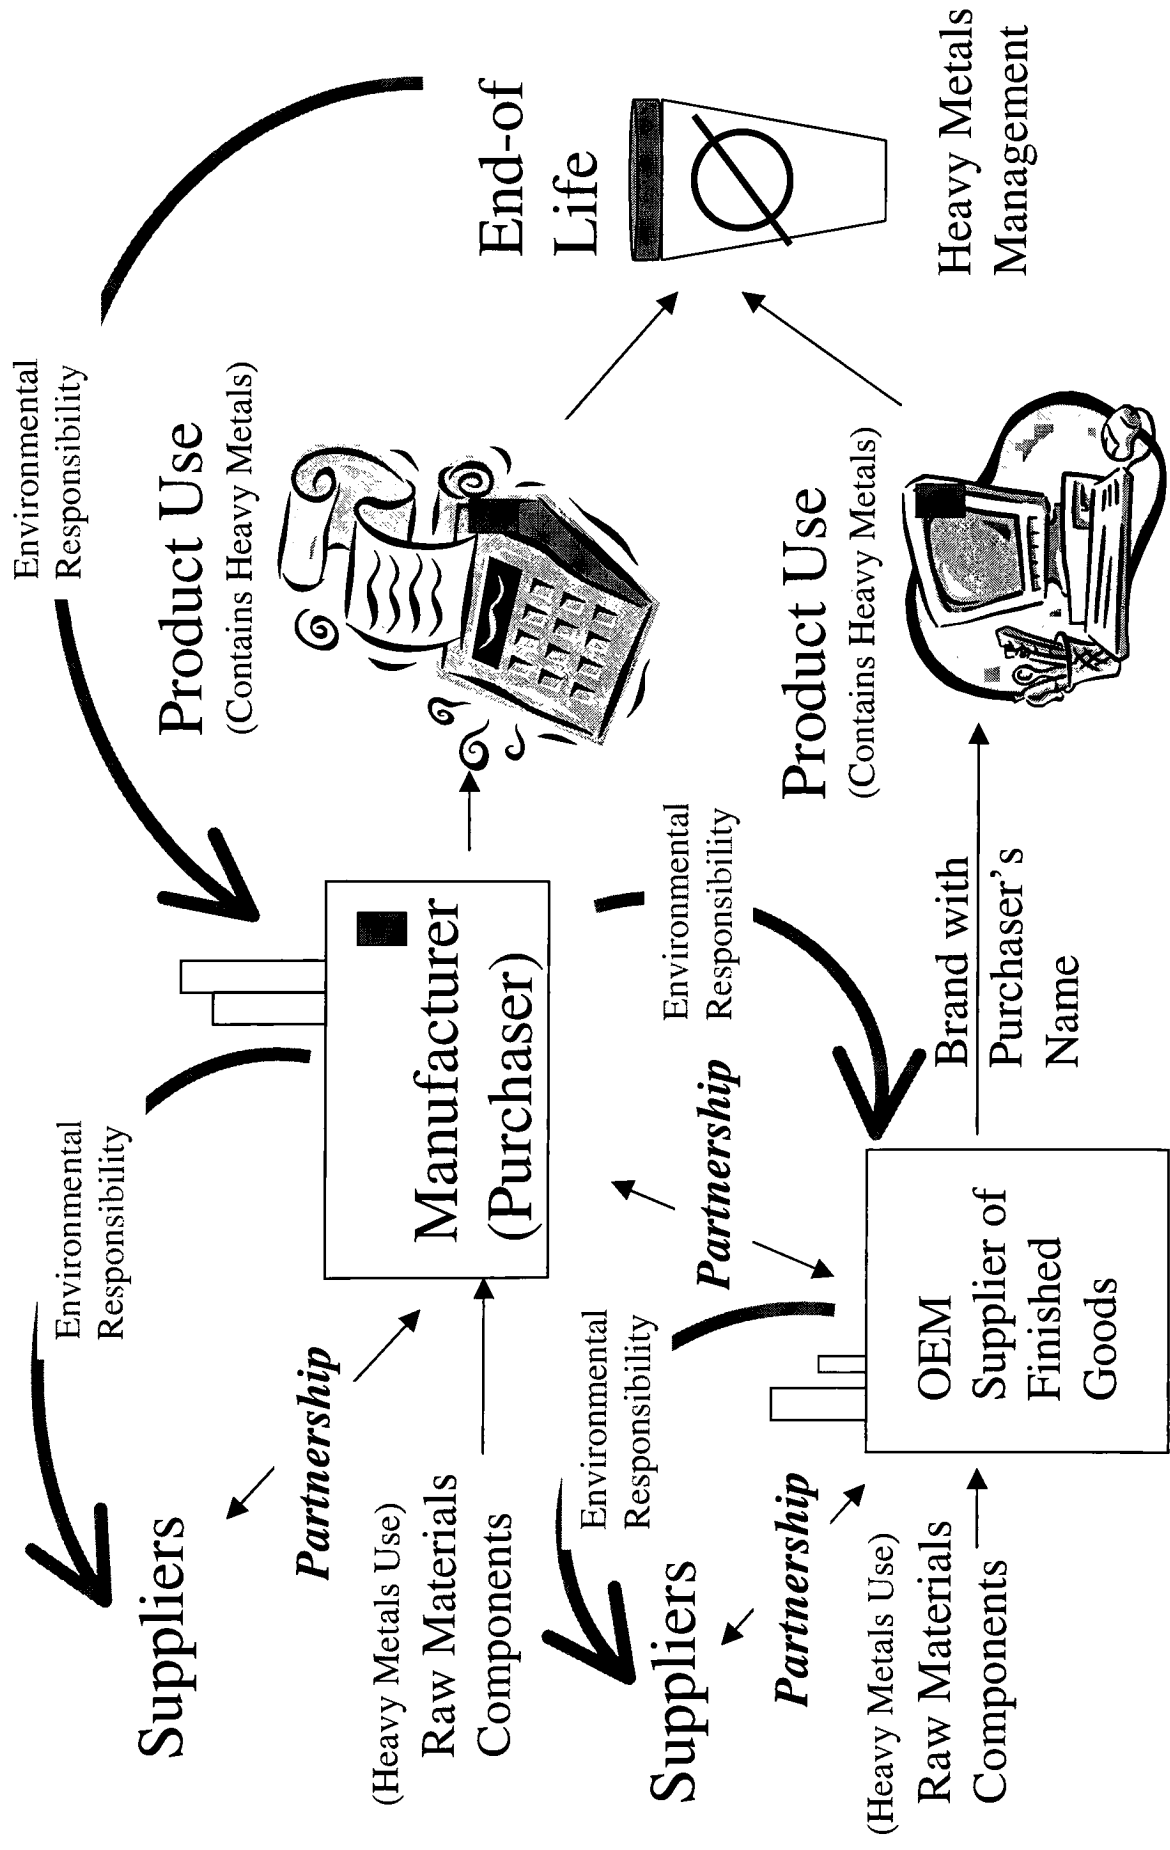 Environmental
Responsibility
Environmental
Responsibility
Suppliers
Product Use
(Contains Heavy Metals)
End-of
Life
Partnership
Manufacturer
(Purchaser)
(Heavy Metals Use)
Raw Materials
Components
Environmental
Responsibility
Environmental
Responsibility
Partnership
Suppliers
Product Use
(Contains Heavy Metals)
Partnership
Brand with
Purchaser's
Name
OEM
Supplier of
Finished
Goods
(Heavy Metals Use)
Raw Materials
Components
Heavy Metals
Management